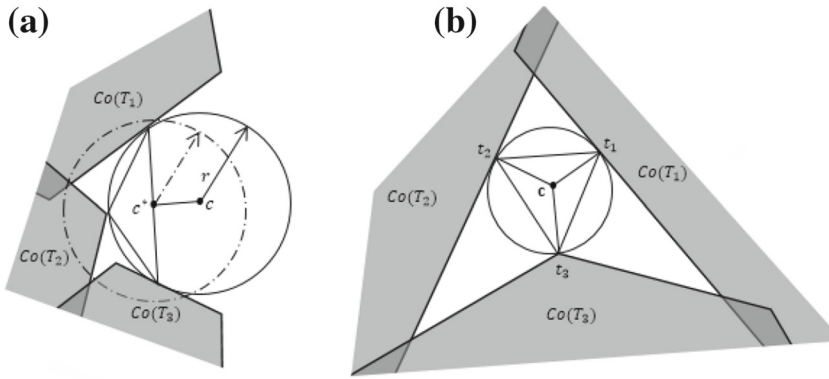 (a)
(b)
Co(T₁)
r
c*
c
Co(T₂)
Co(T₃)
t₂
t₁
Co(T₁)
c
Co(T₂)
t₃
Co(T₃)